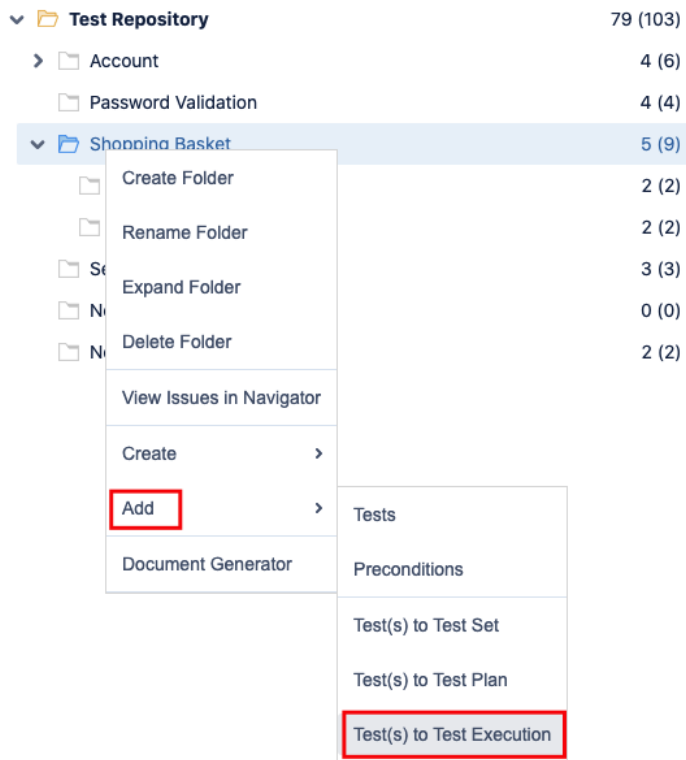 Test Repository 79 (103)
Account 4 (6)
Password Validation 4 (4)
Shopping Basket 5 (9)
Create Folder
2 (2)
Rename Folder
2 (2)
Se
3 (3)
Expand Folder
0 (0)
Delete Folder
2 (2)
View Issues in Navigator
Create
Add
Document Generator
Tests
Preconditions
Test(s) to Test Set
Test(s) to Test Plan
Test(s) to Test Execution